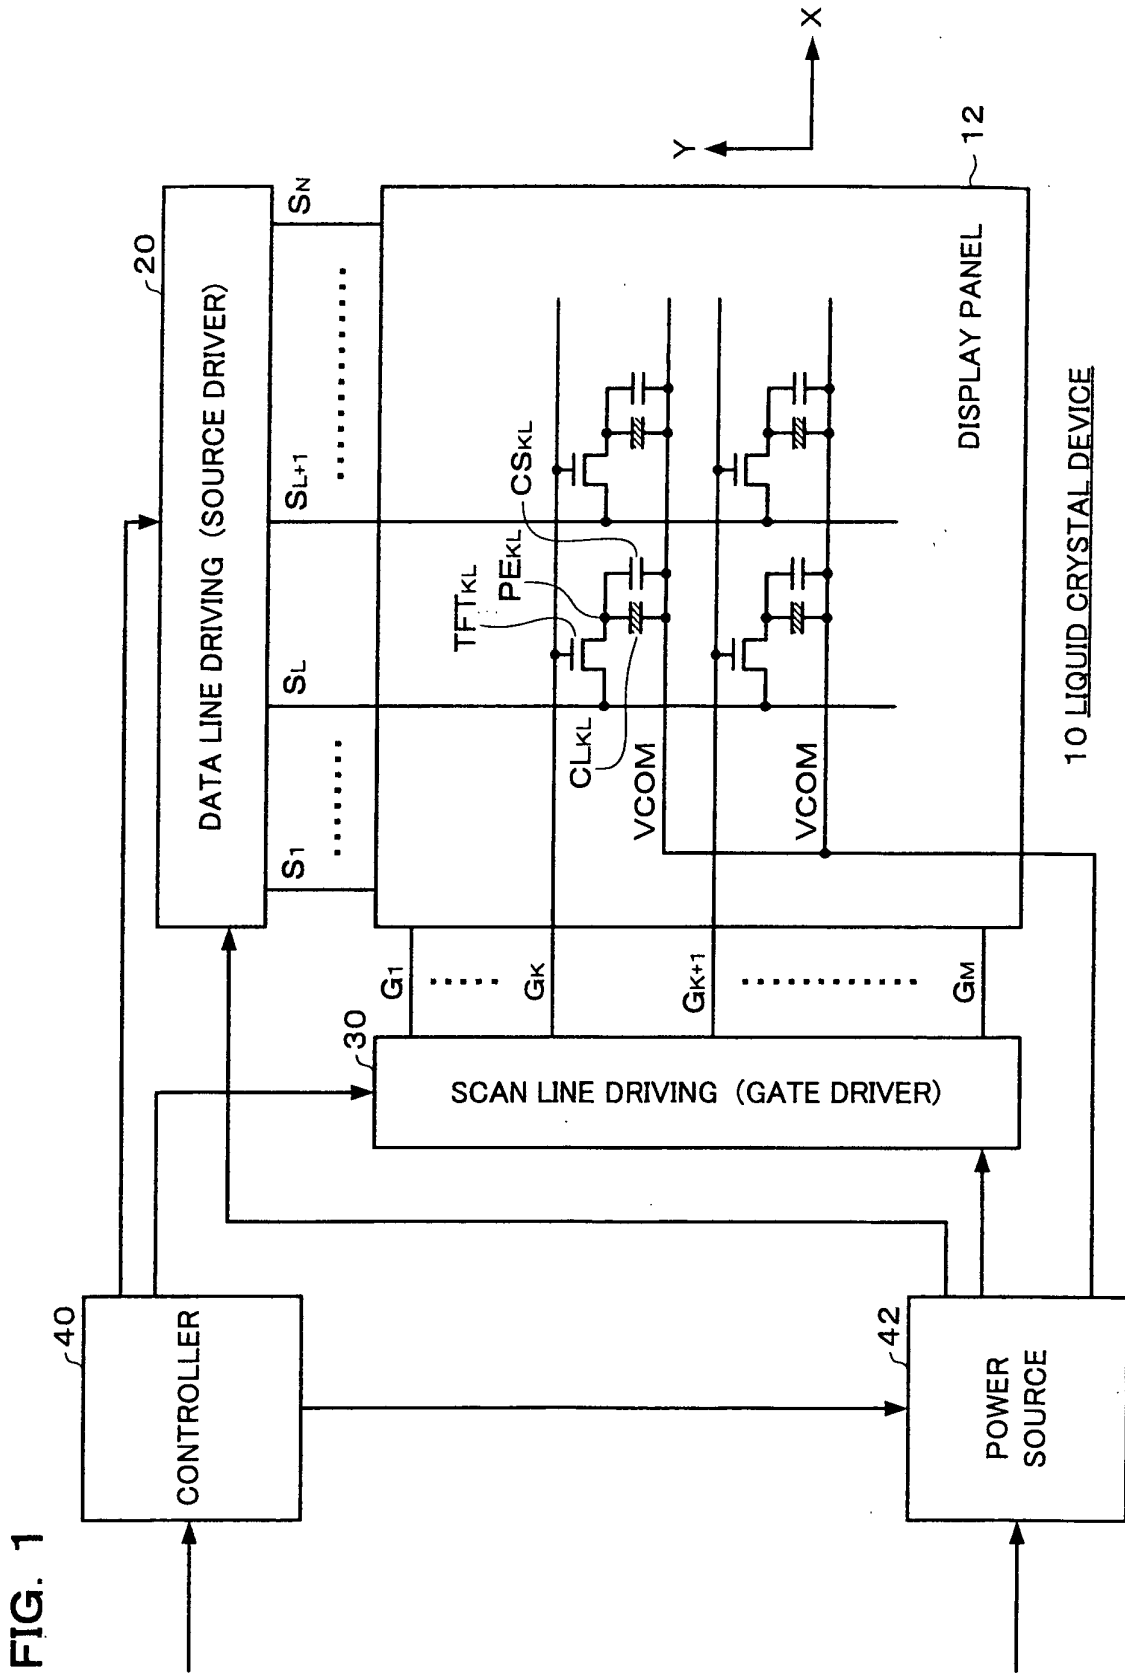 FIG. 1
40
CONTROLLER
42
POWER
SOURCE
20
DATA LINE DRIVING (SOURCE DRIVER)
30
SCAN LINE DRIVING (GATE DRIVER)
S1
SL
SL+1
SN
G1
GK
GK+1
GM
TFTKL
PEKL
CSKL
CLKL
VCOM
VCOM
DISPLAY PANEL
12
Y
X
10 LIQUID CRYSTAL DEVICE